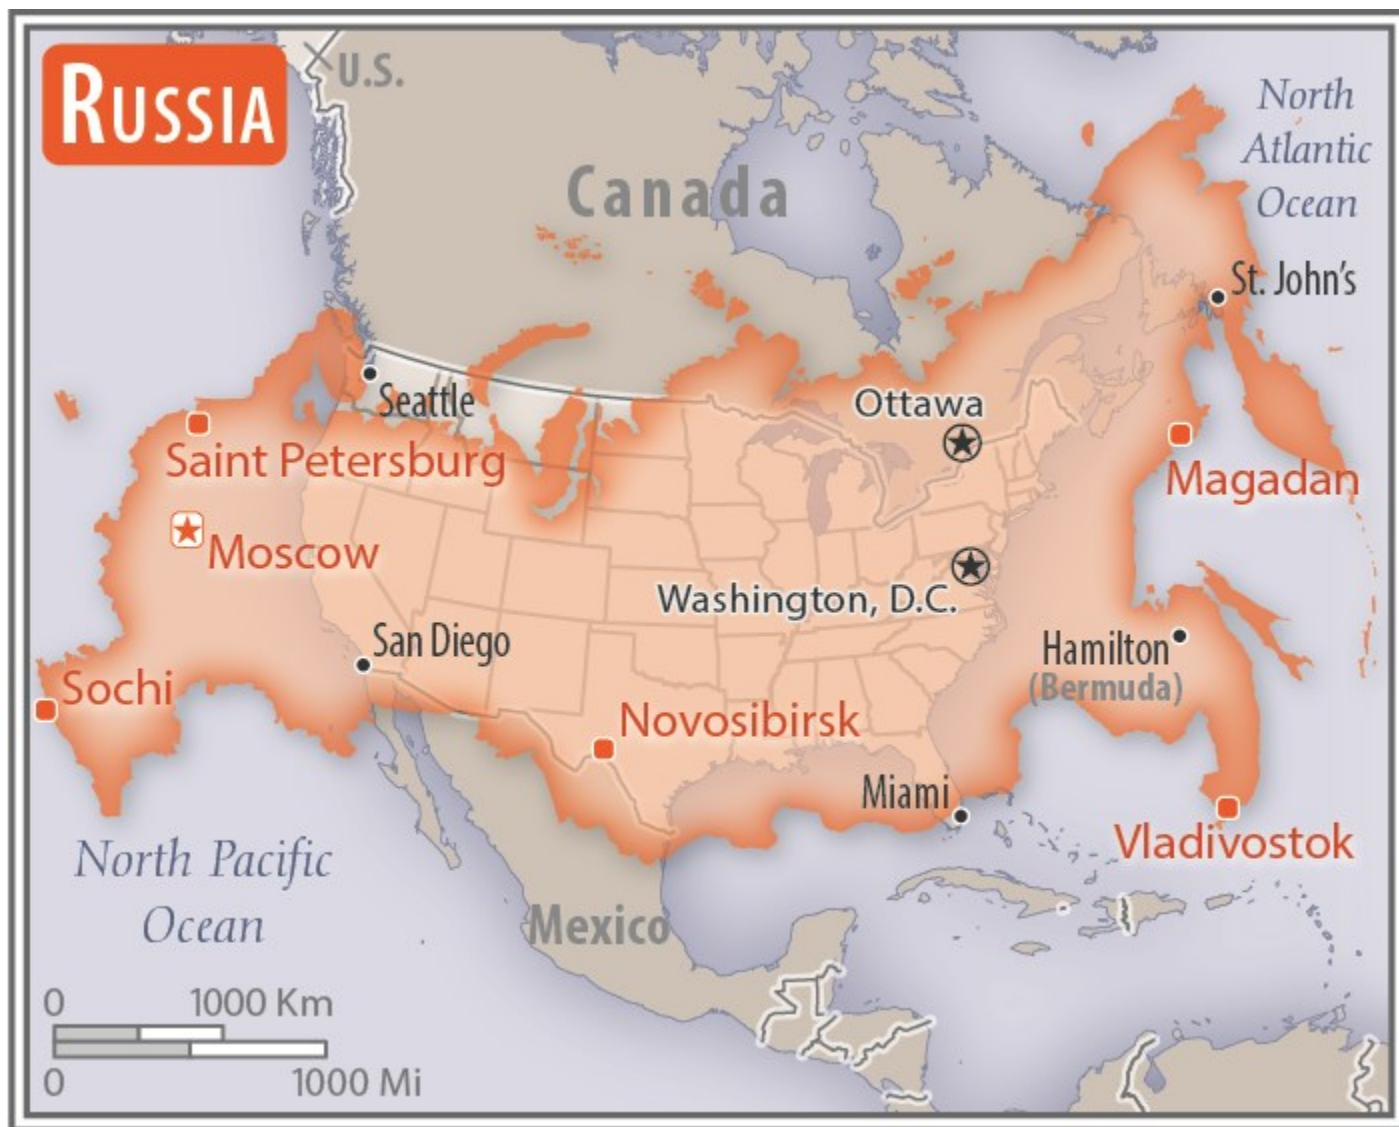 RUSSIA
U.S.
North
Atlantic
Ocean
Canada
St. John's
Seattle
Ottawa
Saint Petersburg
Magadan
Moscow
Washington, D.C.
San Diego
Hamilton
(Bermuda)
Sochi
Novosibirsk
Miami
Vladivostok
North Pacific
Ocean
Mexico
0 1000 Km
0 1000 Mi